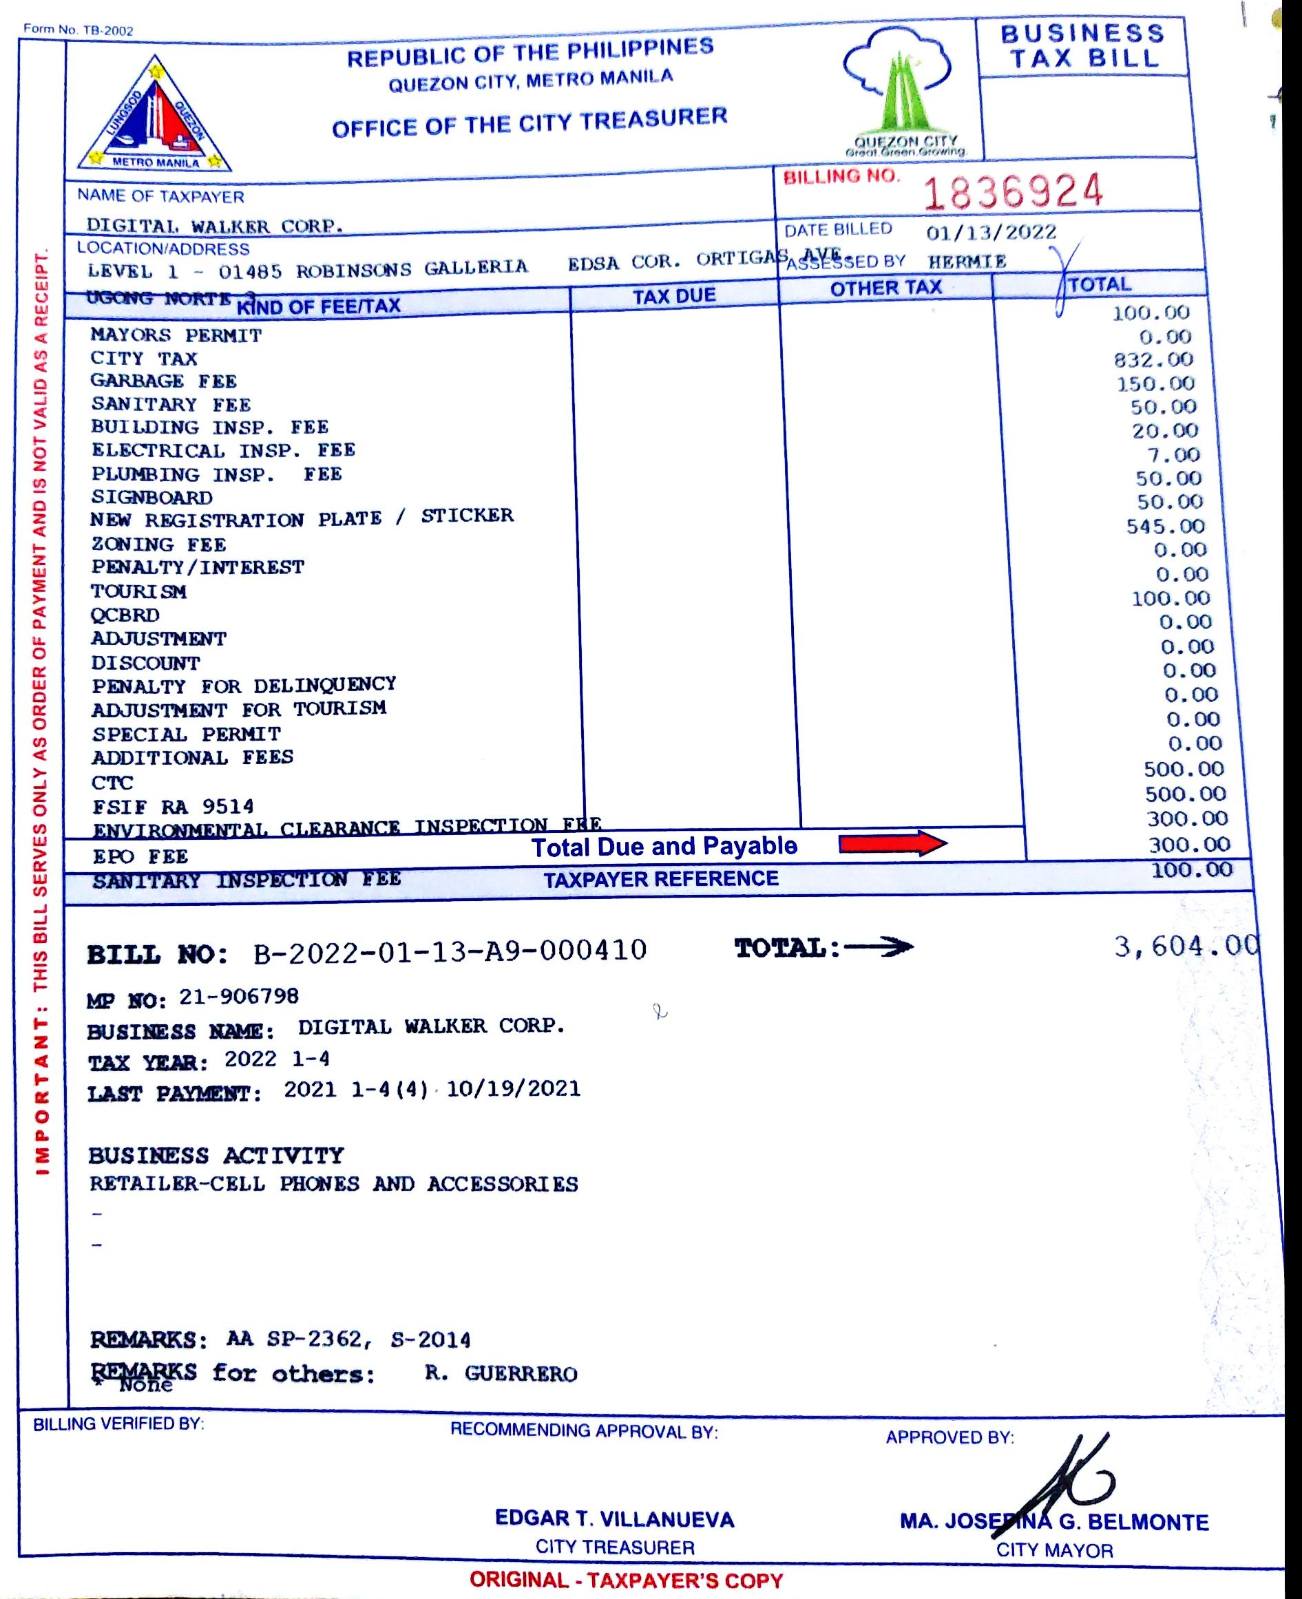 Form No. TB-2002
REPUBLIC OF THE PHILIPPINES
QUEZON CITY, METRO MANILA
OFFICE OF THE CITY TREASURER
LUNGSOD QUEZON
METRO MANILA
QUEZON CITY
Great.Green.Growing.
BUSINESS
TAX BILL
BILLING NO. 1836924
NAME OF TAXPAYER
DIGITAL WALKER CORP.
DATE BILLED 01/13/2022
LOCATION/ADDRESS
LEVEL 1 - 01485 ROBINSONS GALLERIA EDSA COR. ORTIGAS AVE.
ASSESSED BY HERMIE
UGONG NORTE
KIND OF FEE/TAX TAX DUE OTHER TAX TOTAL
MAYORS PERMIT 100.00
CITY TAX 0.00
GARBAGE FEE 832.00
SANITARY FEE 150.00
BUILDING INSP. FEE 50.00
ELECTRICAL INSP. FEE 20.00
PLUMBING INSP. FEE 7.00
SIGNBOARD 50.00
NEW REGISTRATION PLATE / STICKER 50.00
ZONING FEE 545.00
PENALTY/INTEREST 0.00
TOURISM 0.00
QCBRD 100.00
ADJUSTMENT 0.00
DISCOUNT 0.00
PENALTY FOR DELINQUENCY 0.00
ADJUSTMENT FOR TOURISM 0.00
SPECIAL PERMIT 0.00
ADDITIONAL FEES 0.00
CTC 500.00
FSIF RA 9514 500.00
ENVIRONMENTAL CLEARANCE INSPECTION FEE 300.00
Total Due and Payable
EPO FEE 300.00
SANITARY INSPECTION FEE 100.00
TAXPAYER REFERENCE
BILL NO: B-2022-01-13-A9-000410 TOTAL: 3,604.00
MP NO: 21-906798
BUSINESS NAME: DIGITAL WALKER CORP.
TAX YEAR: 2022 1-4
LAST PAYMENT: 2021 1-4(4) 10/19/2021
BUSINESS ACTIVITY
RETAILER-CELL PHONES AND ACCESSORIES
-
-
REMARKS: AA SP-2362, S-2014
REMARKS for others: R. GUERRERO
* None
BILLING VERIFIED BY: RECOMMENDING APPROVAL BY: APPROVED BY:
EDGAR T. VILLANUEVA MA. JOSEFINA G. BELMONTE
CITY TREASURER CITY MAYOR
ORIGINAL - TAXPAYER'S COPY
IMPORTANT: THIS BILL SERVES ONLY AS ORDER OF PAYMENT AND IS NOT VALID AS A RECEIPT.